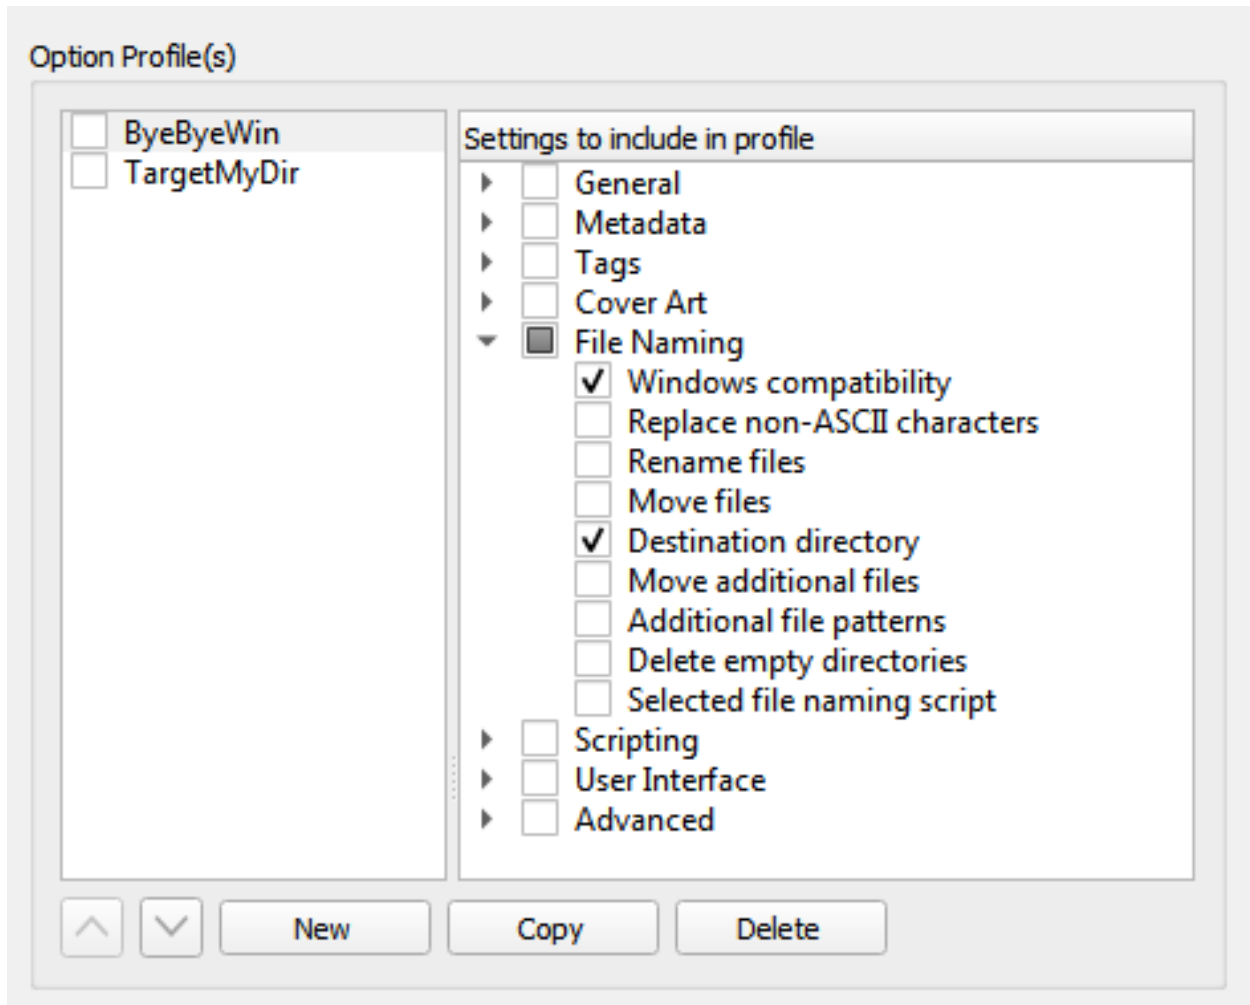 Option Profile(s)
ByeByeWin
TargetMyDir
Settings to include in profile
General
Metadata
Tags
Cover Art
File Naming
Windows compatibility
Replace non-ASCII characters
Rename files
Move files
Destination directory
Move additional files
Additional file patterns
Delete empty directories
Selected file naming script
Scripting
User Interface
Advanced
New Copy Delete